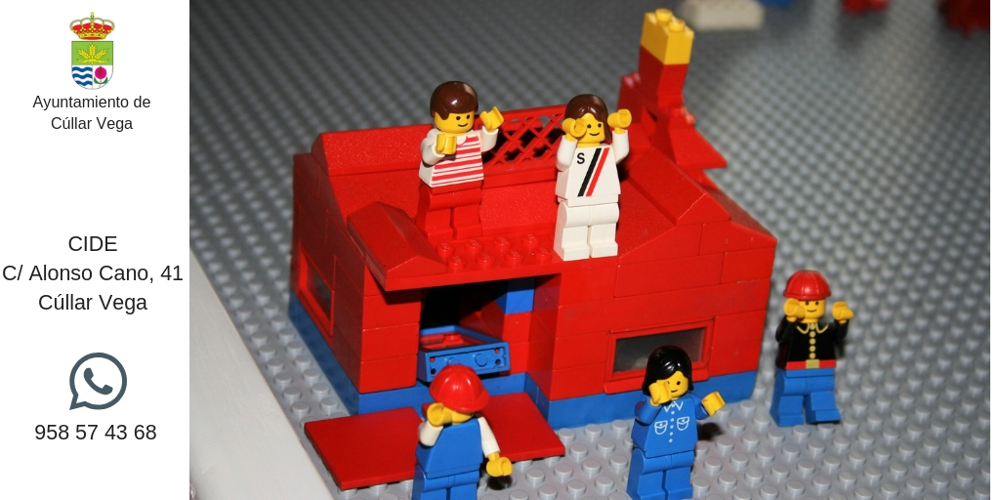 Ayuntamiento de
Cúllar Vega
CIDE
C/ Alonso Cano, 41
Cúllar Vega
958 57 43 68
S